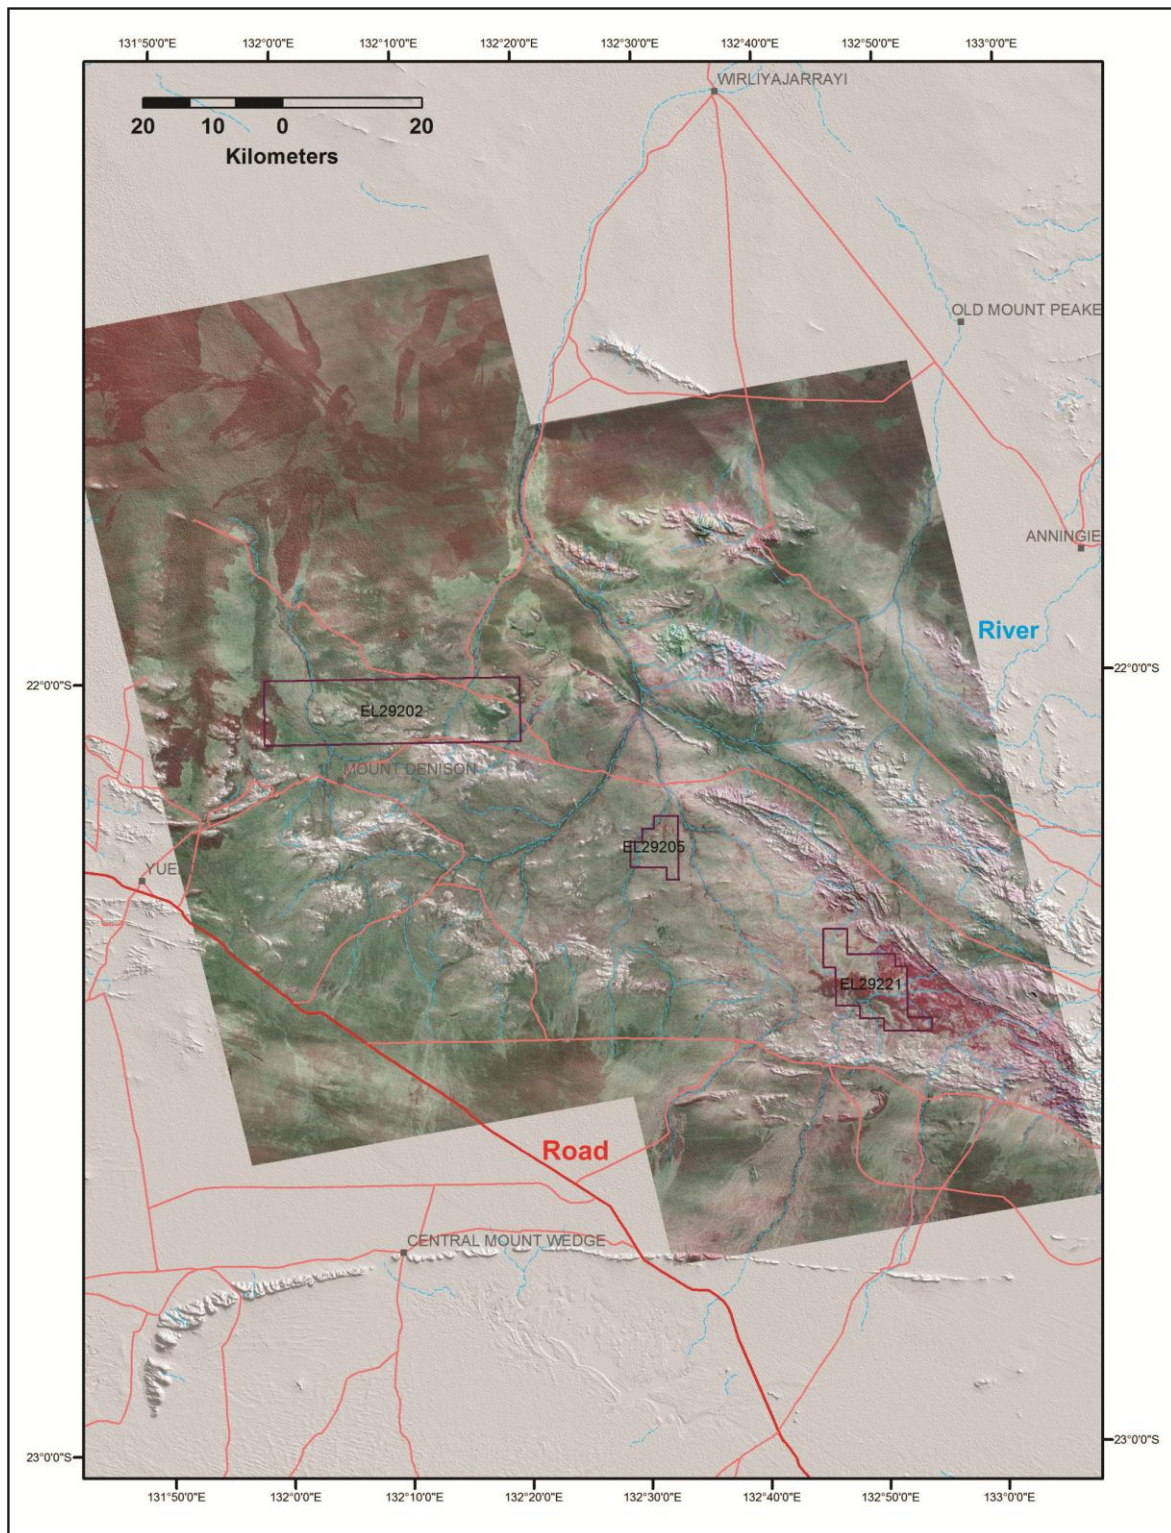 131°50'0"E 132°0'0"E 132°10'0"E 132°20'0"E 132°30'0"E 132°40'0"E 132°50'0"E 133°0'0"E
WIRLIYAJARRAYI
20 10 0 20
Kilometers
OLD MOUNT PEAKE
ANNINGIE
River
22°0'0"S 22°0'0"S
EL29202
MOUNT DENISON
EL29205
YUE
EL29221
Road
CENTRAL MOUNT WEDGE
23°0'0"S 23°0'0"S
131°50'0"E 132°0'0"E 132°10'0"E 132°20'0"E 132°30'0"E 132°40'0"E 132°50'0"E 133°0'0"E